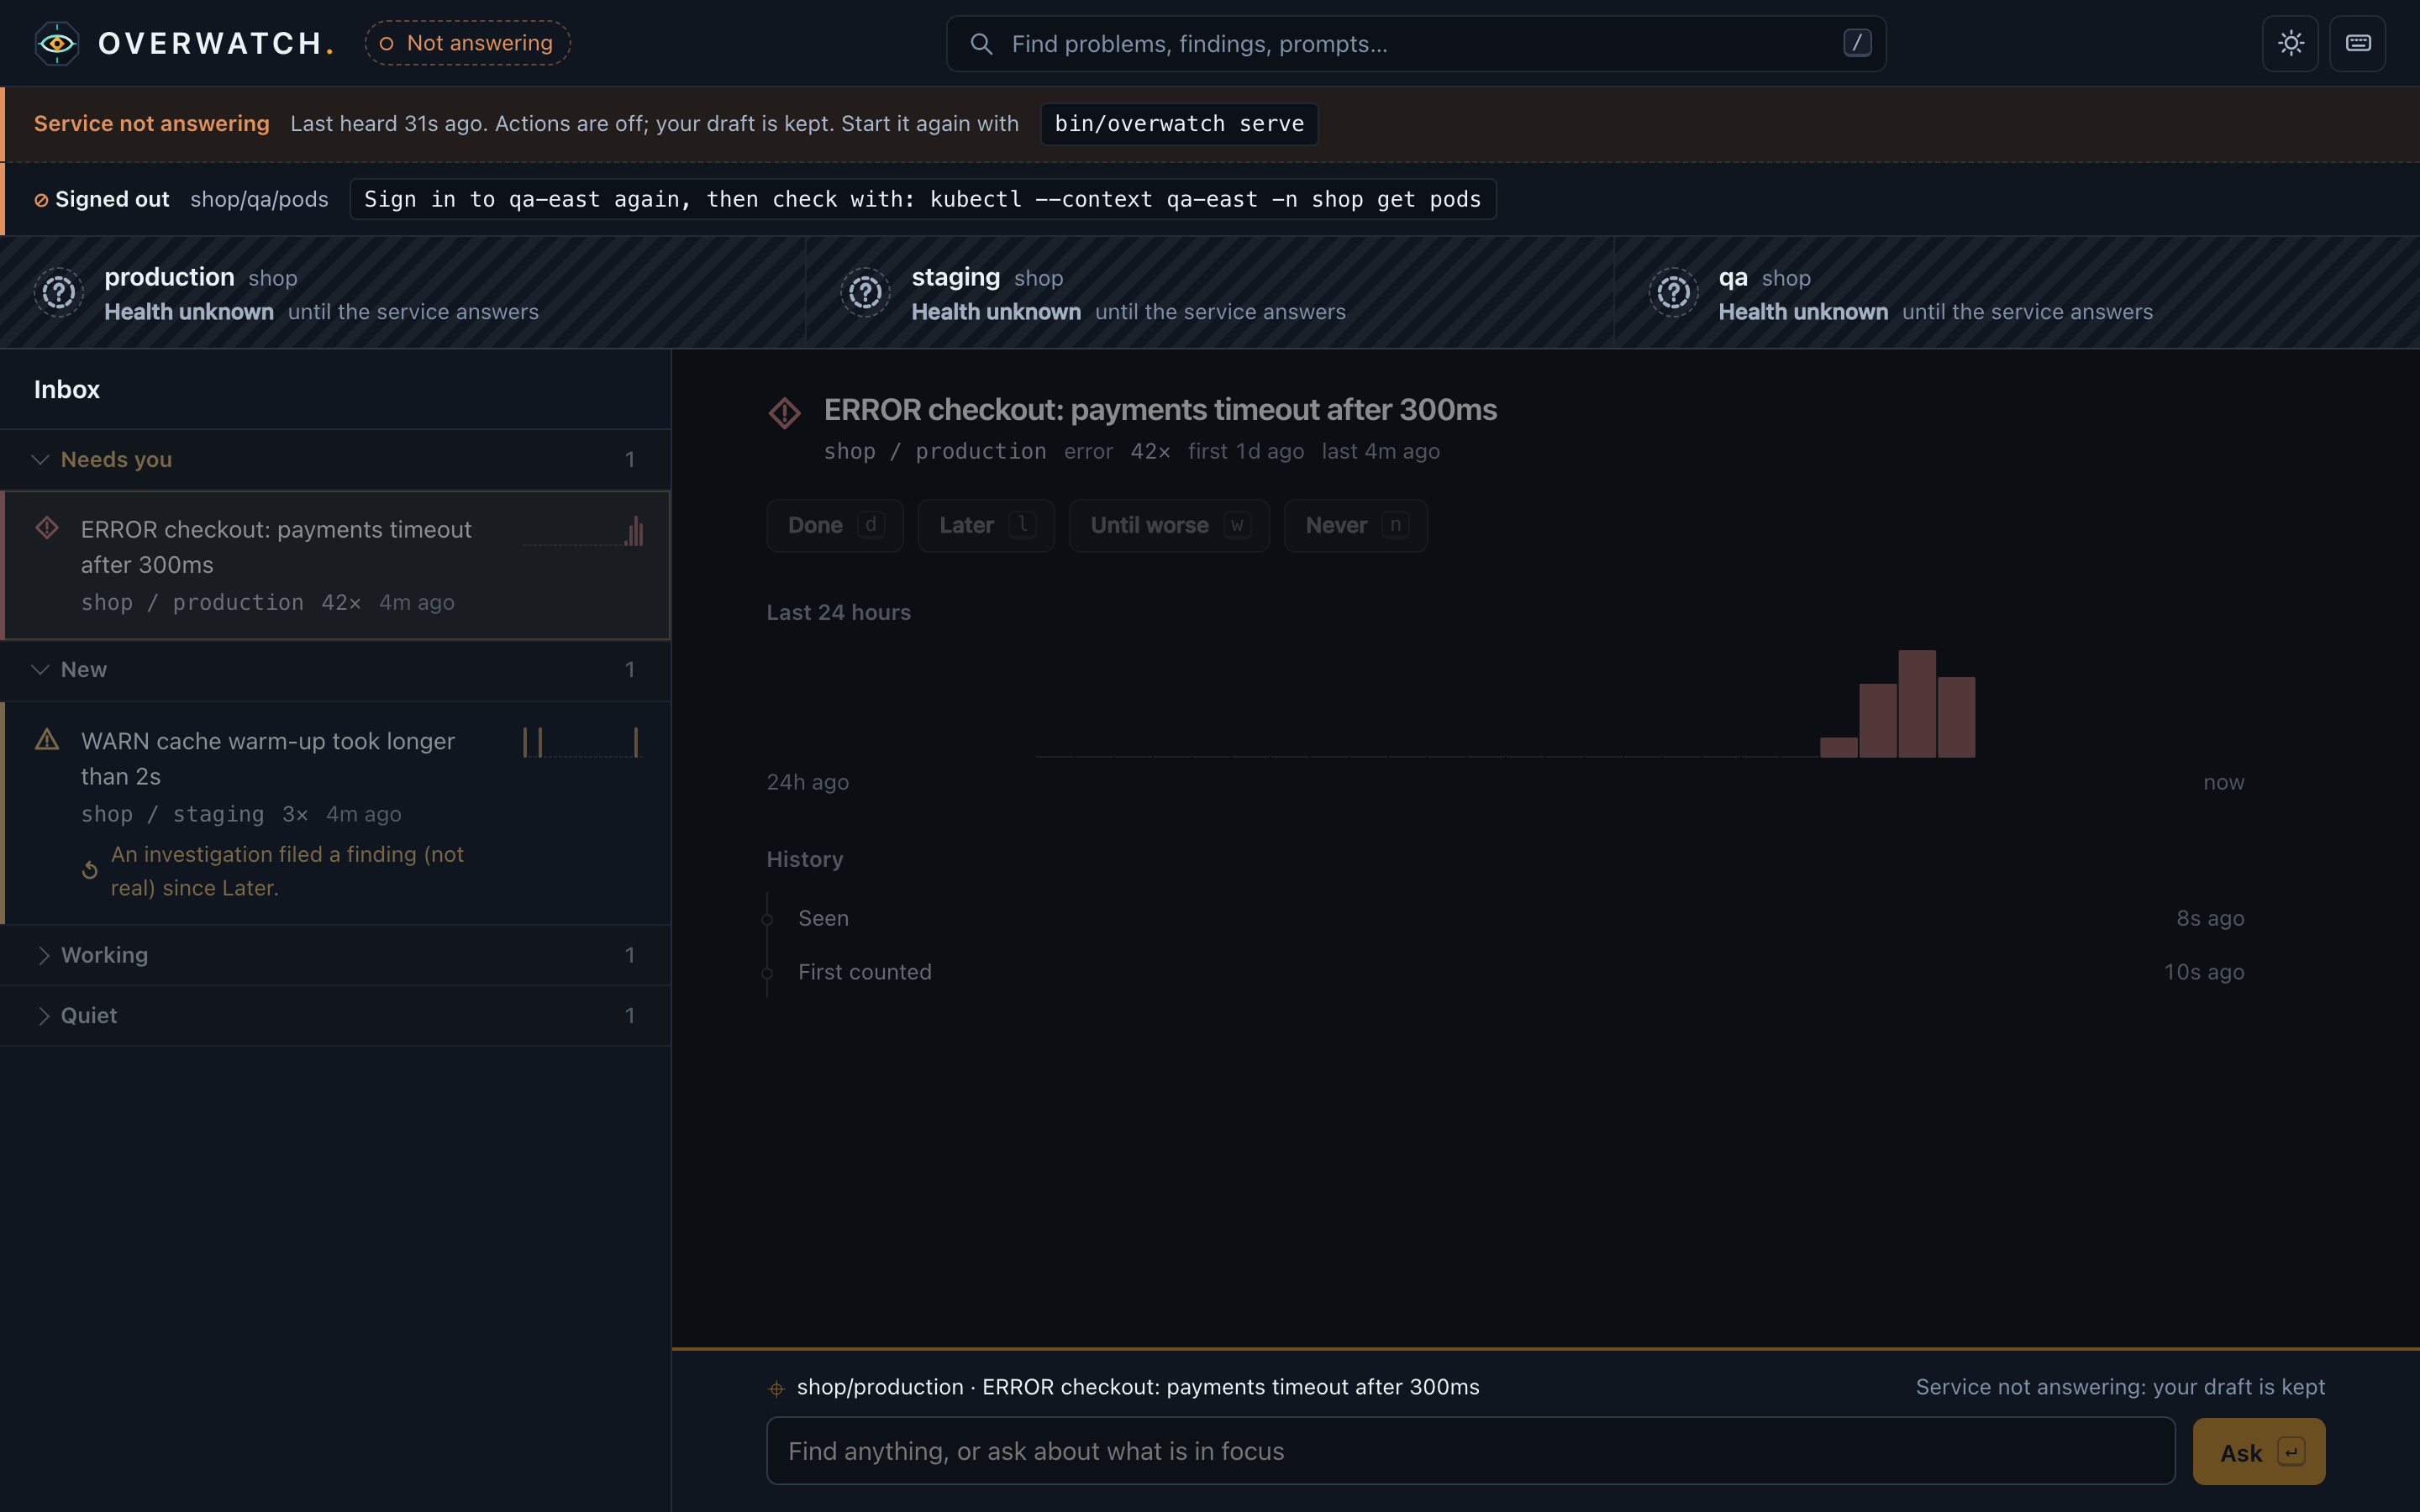 OVERWATCH.
Not answering
Find problems, findings, prompts...
/
Service not answering Last heard 31s ago. Actions are off; your draft is kept. Start it again with bin/overwatch serve
Signed out shop/qa/pods Sign in to qa-east again, then check with: kubectl --context qa-east -n shop get pods
production shop
Health unknown until the service answers
staging shop
Health unknown until the service answers
qa shop
Health unknown until the service answers
Inbox
Needs you 1
ERROR checkout: payments timeout
after 300ms
shop / production 42× 4m ago
New 1
WARN cache warm-up took longer
than 2s
shop / staging 3× 4m ago
An investigation filed a finding (not
real) since Later.
Working 1
Quiet 1
ERROR checkout: payments timeout after 300ms
shop / production error 42× first 1d ago last 4m ago
Done d
Later l
Until worse w
Never n
Last 24 hours
24h ago now
History
Seen 8s ago
First counted 10s ago
shop/production · ERROR checkout: payments timeout after 300ms
Service not answering: your draft is kept
Find anything, or ask about what is in focus
Ask ↵